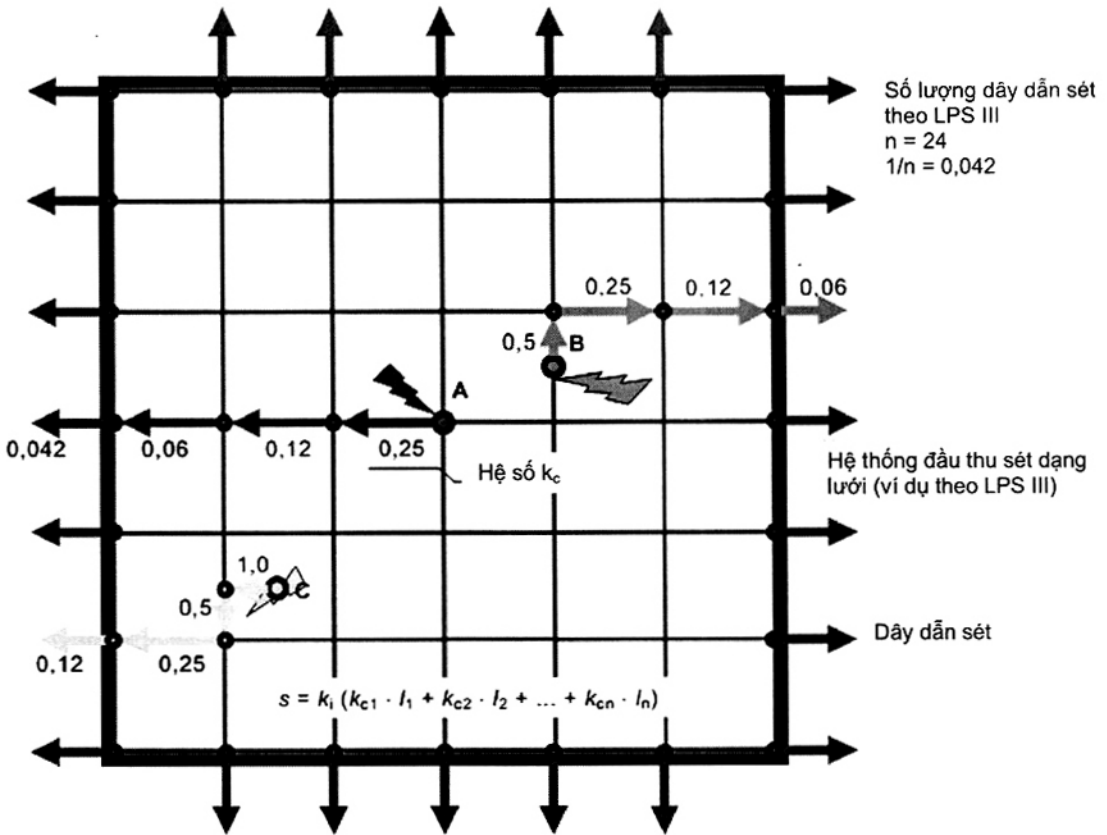 Số lượng dây dẫn sét
theo LPS III
n = 24
1/n = 0,042
0,25
0,12
0,06
0,5
B
A
0,042
0,06
0,12
0,25
Hệ số kc
Hệ thống đầu thu sét dạng
lưới (ví dụ theo LPS III)
1,0
C
0,5
0,12
0,25
Dây dẫn sét
s = ki (kc1 · l1 + kc2 · l2 + ... + kcn · ln)